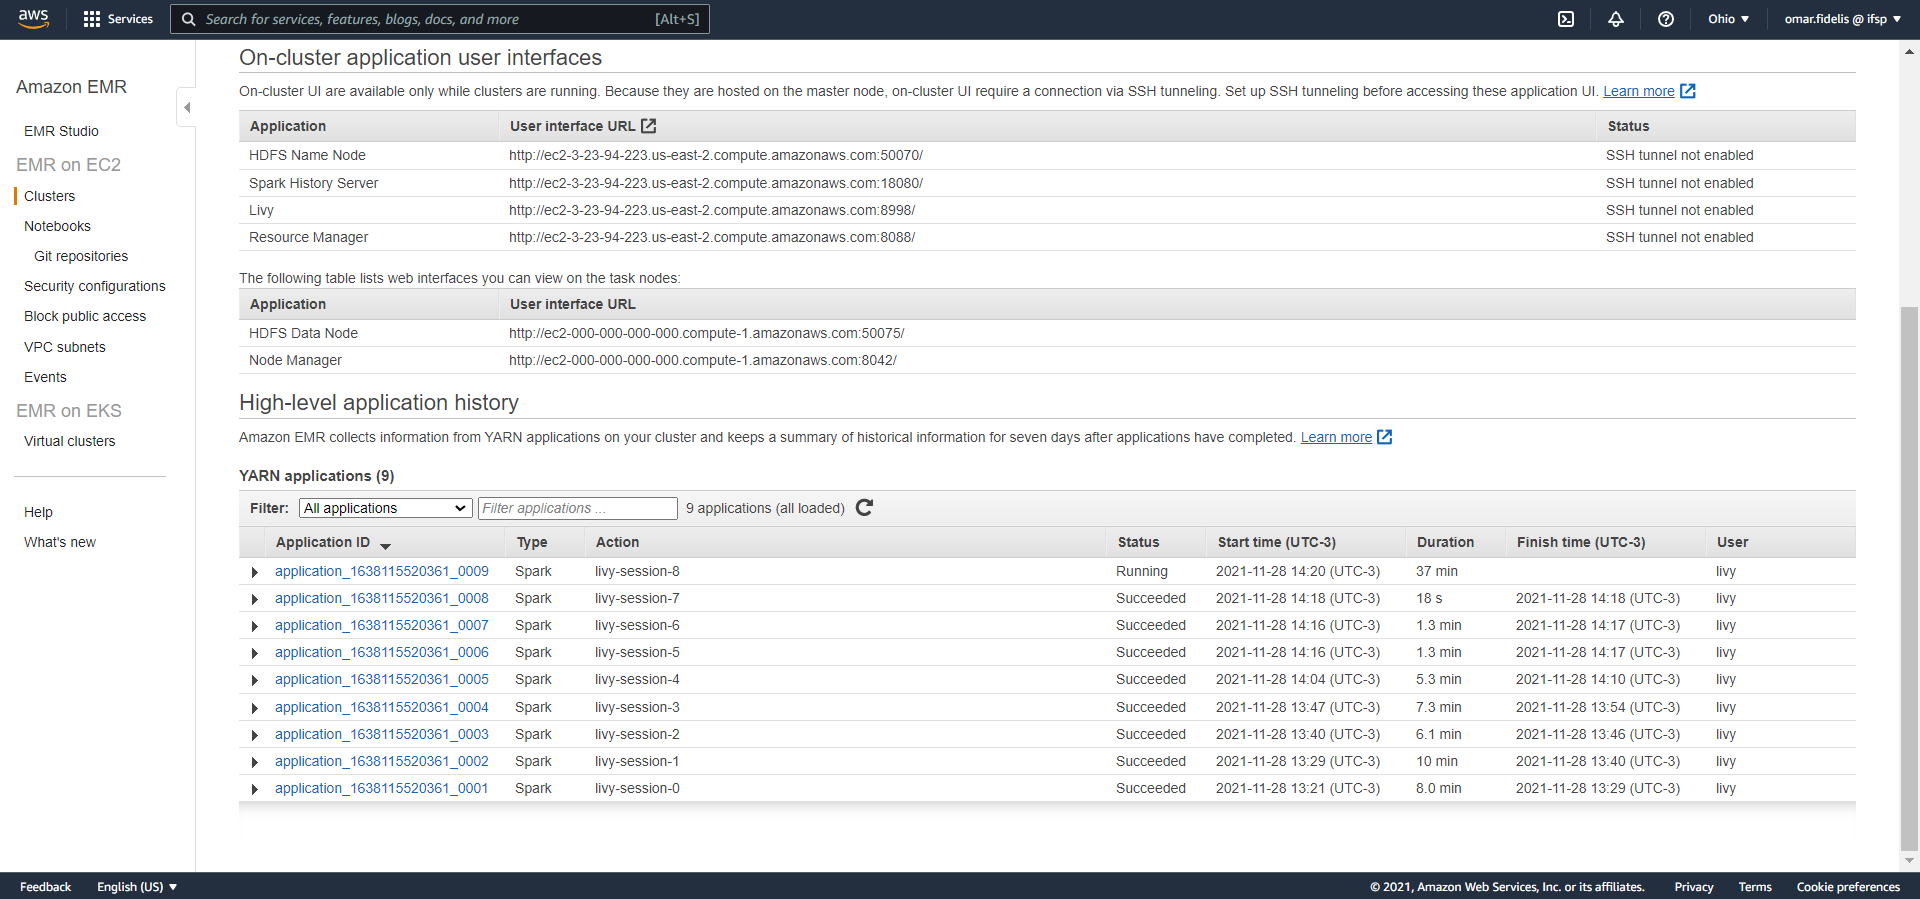 aws Services Search for services, features, blogs, docs, and more [Alt+S] Ohio ▼ omar.fidelis @ ifsp ▼
Amazon EMR
EMR Studio
EMR on EC2
Clusters
Notebooks
Git repositories
Security configurations
Block public access
VPC subnets
Events
EMR on EKS
Virtual clusters
Help
What's new
On-cluster application user interfaces
On-cluster UI are available only while clusters are running. Because they are hosted on the master node, on-cluster UI require a connection via SSH tunneling. Set up SSH tunneling before accessing these application UI. Learn more
Application User interface URL Status
HDFS Name Node http://ec2-3-23-94-223.us-east-2.compute.amazonaws.com:50070/ SSH tunnel not enabled
Spark History Server http://ec2-3-23-94-223.us-east-2.compute.amazonaws.com:18080/ SSH tunnel not enabled
Livy http://ec2-3-23-94-223.us-east-2.compute.amazonaws.com:8998/ SSH tunnel not enabled
Resource Manager http://ec2-3-23-94-223.us-east-2.compute.amazonaws.com:8088/ SSH tunnel not enabled
The following table lists web interfaces you can view on the task nodes:
Application User interface URL
HDFS Data Node http://ec2-000-000-000-000.compute-1.amazonaws.com:50075/
Node Manager http://ec2-000-000-000-000.compute-1.amazonaws.com:8042/
High-level application history
Amazon EMR collects information from YARN applications on your cluster and keeps a summary of historical information for seven days after applications have completed. Learn more
YARN applications (9)
Filter: All applications Filter applications ... 9 applications (all loaded)
Application ID Type Action Status Start time (UTC-3) Duration Finish time (UTC-3) User
application_1638115520361_0009 Spark livy-session-8 Running 2021-11-28 14:20 (UTC-3) 37 min livy
application_1638115520361_0008 Spark livy-session-7 Succeeded 2021-11-28 14:18 (UTC-3) 18 s 2021-11-28 14:18 (UTC-3) livy
application_1638115520361_0007 Spark livy-session-6 Succeeded 2021-11-28 14:16 (UTC-3) 1.3 min 2021-11-28 14:17 (UTC-3) livy
application_1638115520361_0006 Spark livy-session-5 Succeeded 2021-11-28 14:16 (UTC-3) 1.3 min 2021-11-28 14:17 (UTC-3) livy
application_1638115520361_0005 Spark livy-session-4 Succeeded 2021-11-28 14:04 (UTC-3) 5.3 min 2021-11-28 14:10 (UTC-3) livy
application_1638115520361_0004 Spark livy-session-3 Succeeded 2021-11-28 13:47 (UTC-3) 7.3 min 2021-11-28 13:54 (UTC-3) livy
application_1638115520361_0003 Spark livy-session-2 Succeeded 2021-11-28 13:40 (UTC-3) 6.1 min 2021-11-28 13:46 (UTC-3) livy
application_1638115520361_0002 Spark livy-session-1 Succeeded 2021-11-28 13:29 (UTC-3) 10 min 2021-11-28 13:40 (UTC-3) livy
application_1638115520361_0001 Spark livy-session-0 Succeeded 2021-11-28 13:21 (UTC-3) 8.0 min 2021-11-28 13:29 (UTC-3) livy
Feedback English (US) ▼ © 2021, Amazon Web Services, Inc. or its affiliates. Privacy Terms Cookie preferences